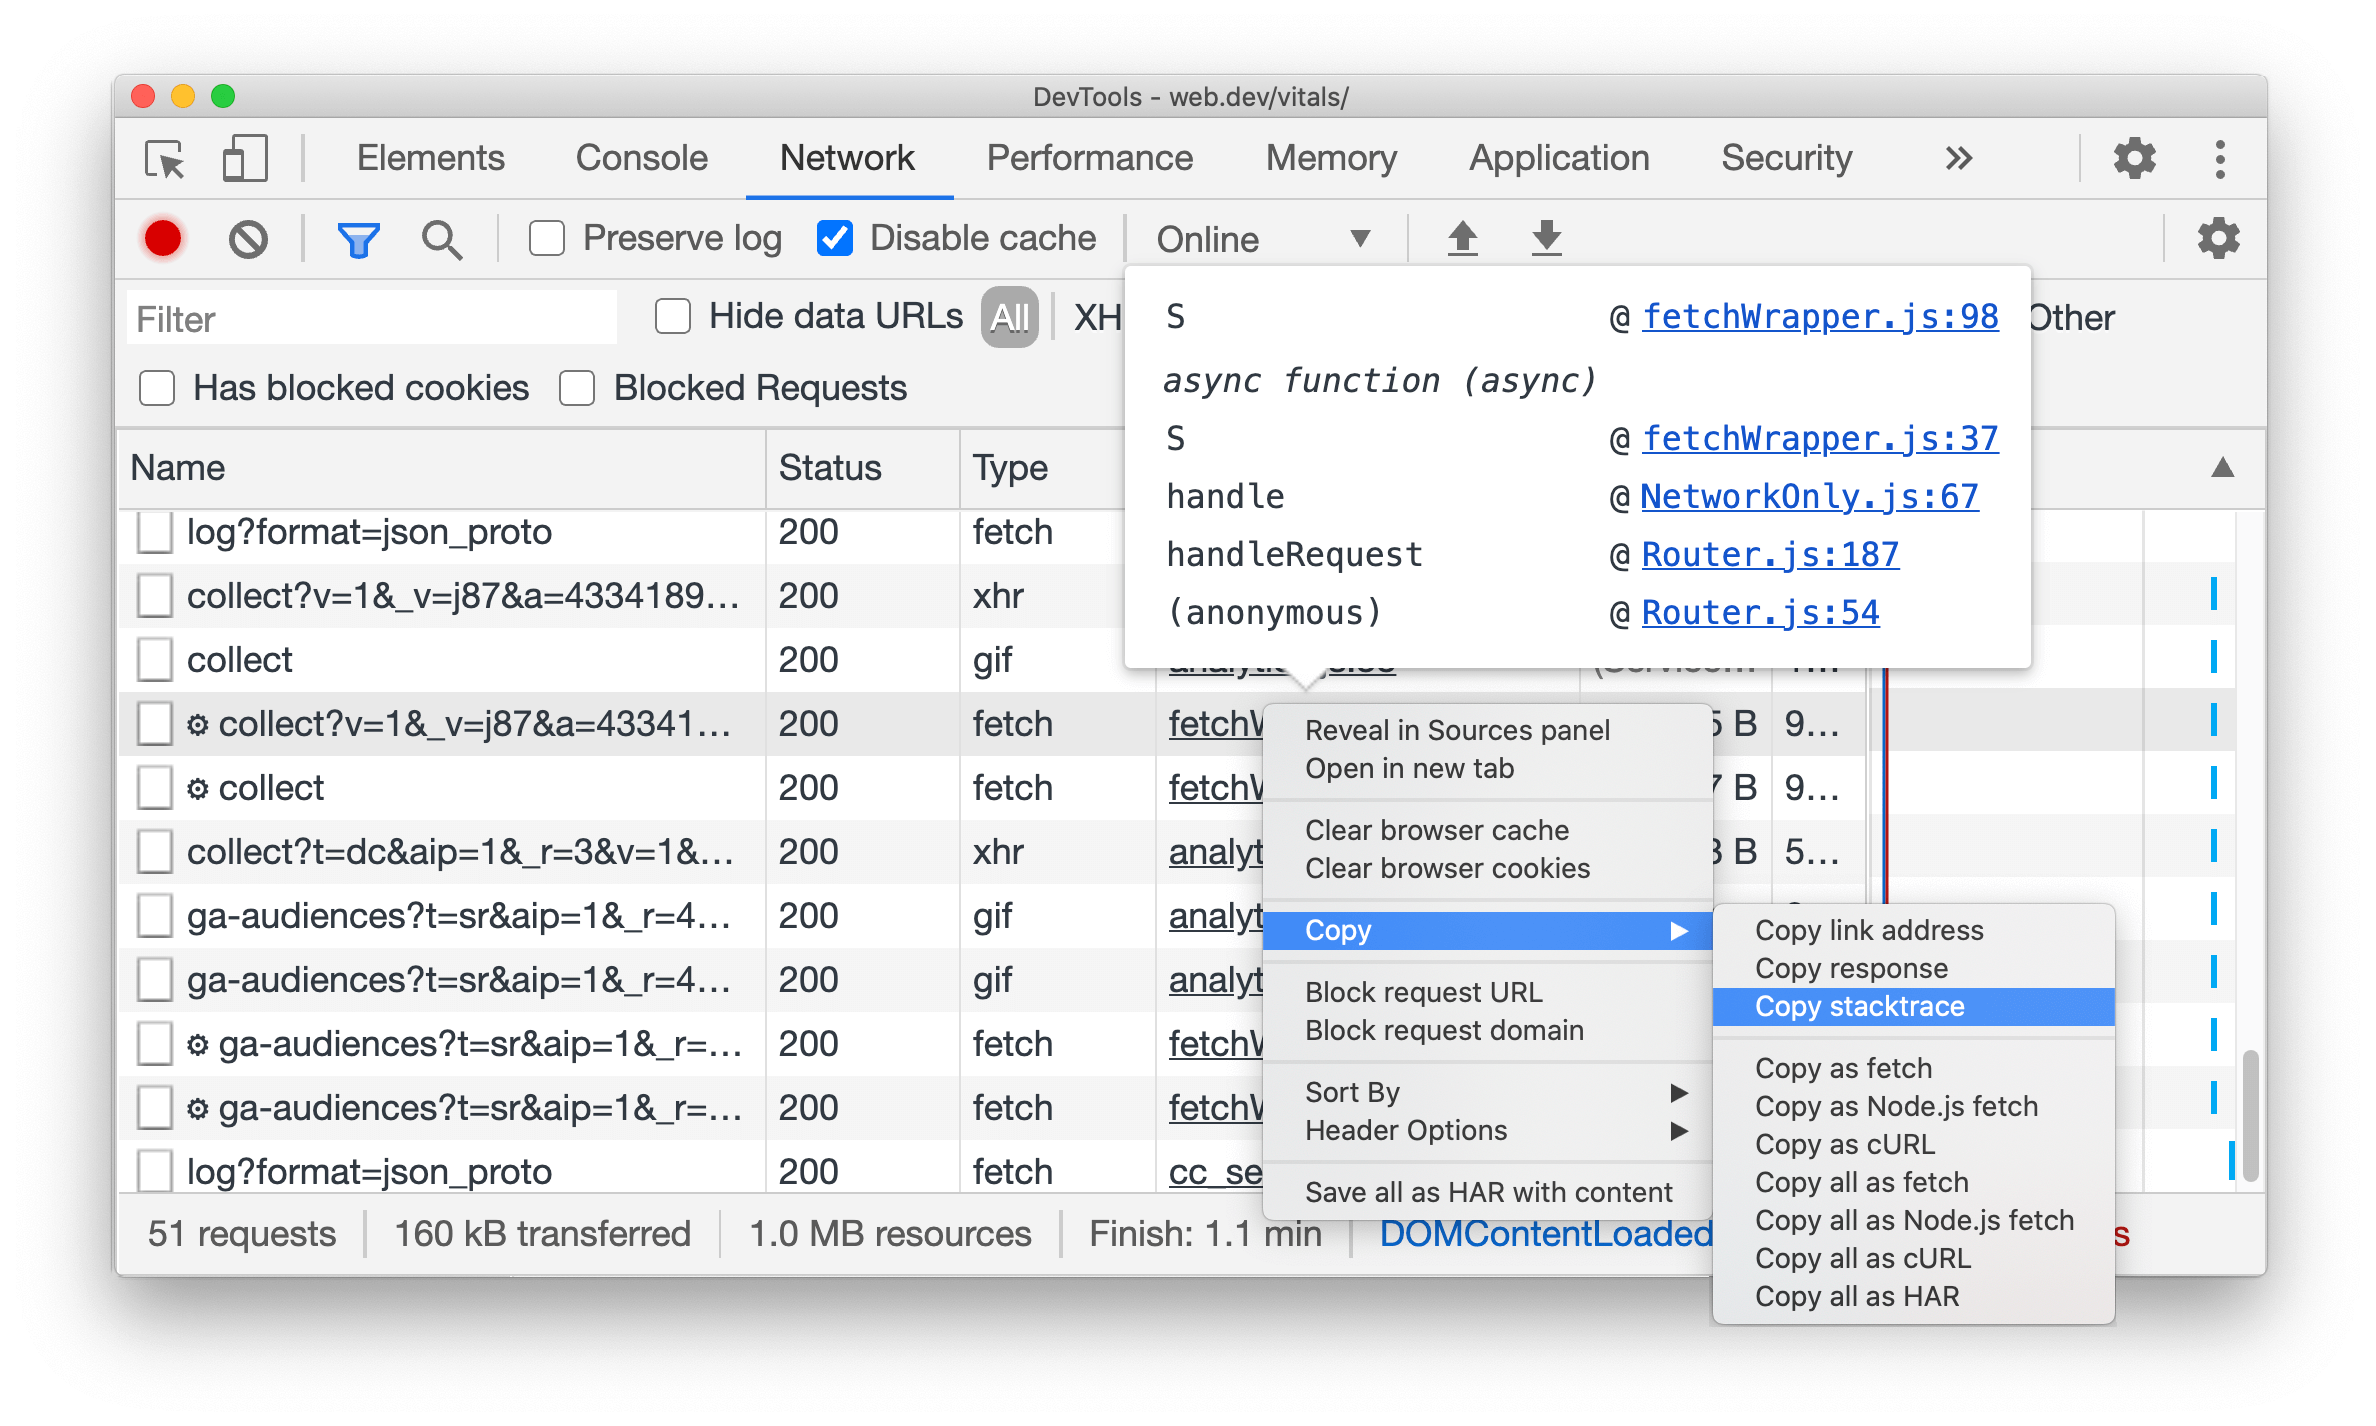 DevTools - web.dev/vitals/
Elements Console Network Performance Memory Application Security
Preserve log Disable cache Online
Filter Hide data URLs All XH Other
Has blocked cookies Blocked Requests
S @ fetchWrapper.js:98
async function (async)
S @ fetchWrapper.js:37
handle @ NetworkOnly.js:67
handleRequest @ Router.js:187
(anonymous) @ Router.js:54
Name Status Type
log?format=json_proto 200 fetch
collect?v=1&_v=j87&a=4334189… 200 xhr
collect 200 gif
collect?v=1&_v=j87&a=43341… 200 fetch fetchW 5 B 9…
collect 200 fetch fetchW 7 B 9…
collect?t=dc&aip=1&_r=3&v=1&… 200 xhr analyt 3 B 5…
ga-audiences?t=sr&aip=1&_r=4… 200 gif analyt
ga-audiences?t=sr&aip=1&_r=4… 200 gif analyt
ga-audiences?t=sr&aip=1&_r=… 200 fetch fetchW
ga-audiences?t=sr&aip=1&_r=… 200 fetch fetchW
log?format=json_proto 200 fetch cc_se
51 requests 160 kB transferred 1.0 MB resources Finish: 1.1 min DOMContentLoaded s
Reveal in Sources panel
Open in new tab
Clear browser cache
Clear browser cookies
Copy
Block request URL
Block request domain
Sort By
Header Options
Save all as HAR with content
Copy link address
Copy response
Copy stacktrace
Copy as fetch
Copy as Node.js fetch
Copy as cURL
Copy all as fetch
Copy all as Node.js fetch
Copy all as cURL
Copy all as HAR